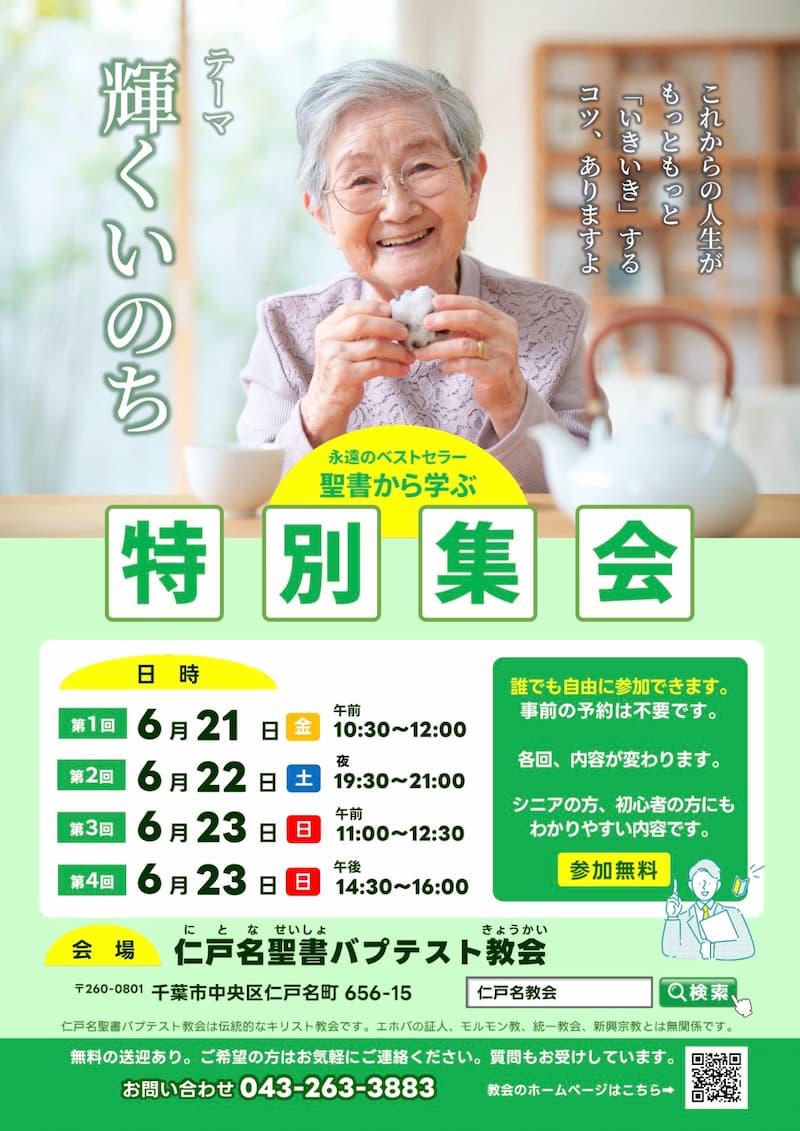 テーマ
輝くいのち
これからの人生が
もっともっと
「いきいき」する
コツ、ありますよ
永遠のベストセラー
聖書から学ぶ
特別集会
日 時
第1回 6月21日 金 午前 10:30～12:00
第2回 6月22日 土 夜 19:30～21:00
第3回 6月23日 日 午前 11:00～12:30
第4回 6月23日 日 午後 14:30～16:00
誰でも自由に参加できます。
事前の予約は不要です。
各回、内容が変わります。
シニアの方、初心者の方にも
わかりやすい内容です。
参加無料
に と な せいしょ きょうかい
会 場 仁戸名聖書バプテスト教会
〒260-0801 千葉市中央区仁戸名町 656-15
仁戸名教会 検索
仁戸名聖書バプテスト教会は伝統的なキリスト教会です。エホバの証人、モルモン教、統一教会、新興宗教とは無関係です。
無料の送迎あり。ご希望の方はお気軽にご連絡ください。質問もお受けしています。
お問い合わせ 043-263-3883
教会のホームページはこちら➡